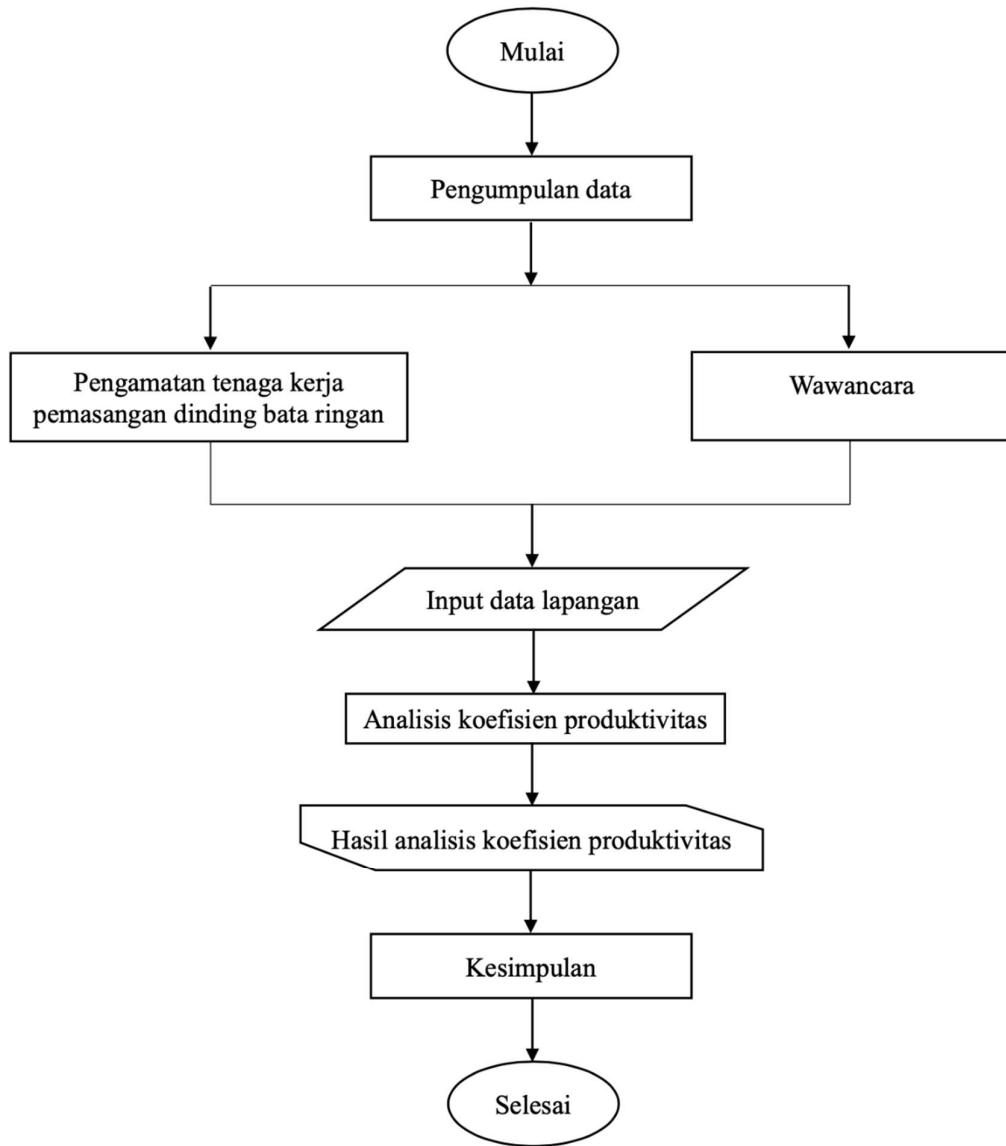 Mulai
Pengumpulan data
Pengamatan tenaga kerja
pemasangan dinding bata ringan
Wawancara
Input data lapangan
Analisis koefisien produktivitas
Hasil analisis koefisien produktivitas
Kesimpulan
Selesai